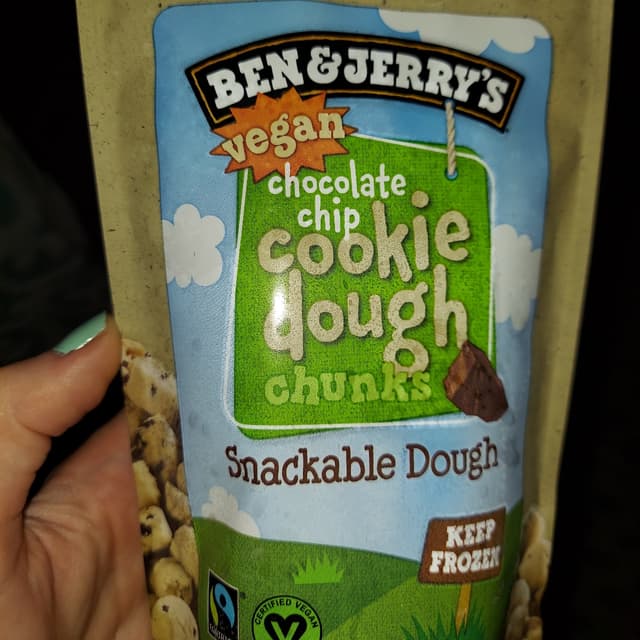 BEN & JERRY'S
vegan
chocolate
chip
cookie
dough
chunks
Snackable Dough
KEEP
FROZEN
CERTIFIED VEGAN